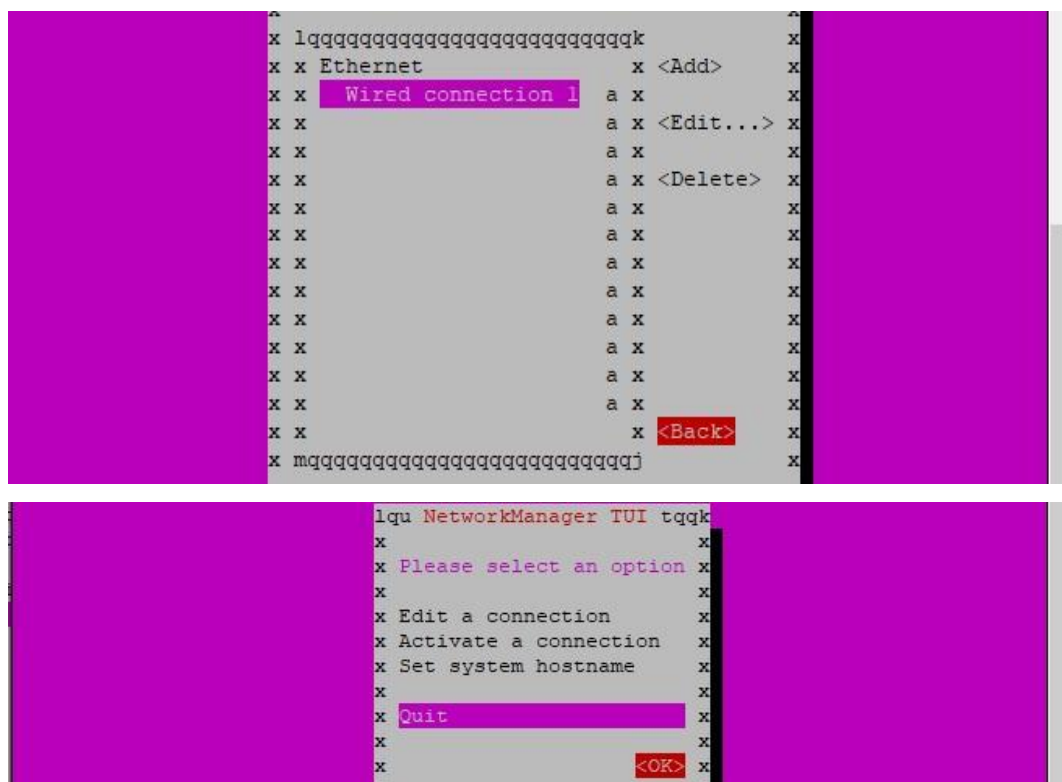 x lqqqqqqqqqqqqqqqqqqqqqqqqqk x
x x Ethernet x <Add> x
x x Wired connection 1 a x x
x x a x <Edit...> x
x x a x x
x x a x <Delete> x
x x a x x
x x a x x
x x a x x
x x a x x
x x a x x
x x a x x
x x a x x
x x a x x
x x x <Back> x
x mqqqqqqqqqqqqqqqqqqqqqqqqqj x
lqu NetworkManager TUI tqqk
x x
x Please select an option x
x x
x Edit a connection x
x Activate a connection x
x Set system hostname x
x x
x Quit x
x x
x <OK> x